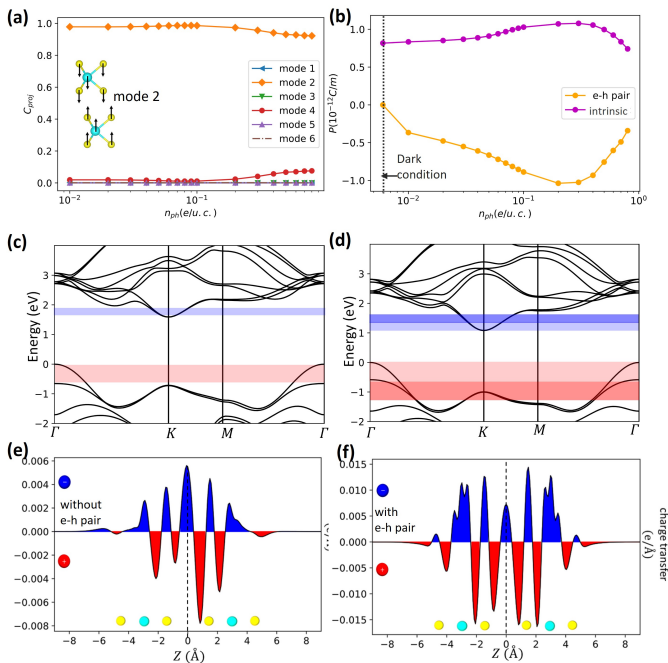 (a)
1.0
0.8
0.6
0.4
0.2
0.0
C_proj
mode 2
mode 1
mode 2
mode 3
mode 4
mode 5
mode 6
10⁻²
10⁻¹
n_ph(e/u.c.)
(b)
1.0
0.5
0.0
−0.5
−1.0
P(10⁻¹²C/m)
e-h pair
intrinsic
Dark
condition
10⁻²
10⁻¹
10⁰
n_ph(e/u.c.)
(c)
3
2
1
0
−1
−2
Energy (eV)
Γ
K
M
Γ
(d)
3
2
1
0
−1
−2
Energy (eV)
Γ
K
M
Γ
(e)
0.006
0.004
0.002
0.000
−0.002
−0.004
−0.006
−0.008
−
without
e-h pair
+
−8
−6
−4
−2
0
2
4
6
8
Z (Å)
(f)
0.015
0.010
0.005
0.000
−0.005
−0.010
−0.015
−
with
e-h pair
+
−8
−6
−4
−2
0
2
4
6
8
Z (Å)
charge transfer
(e/Å)